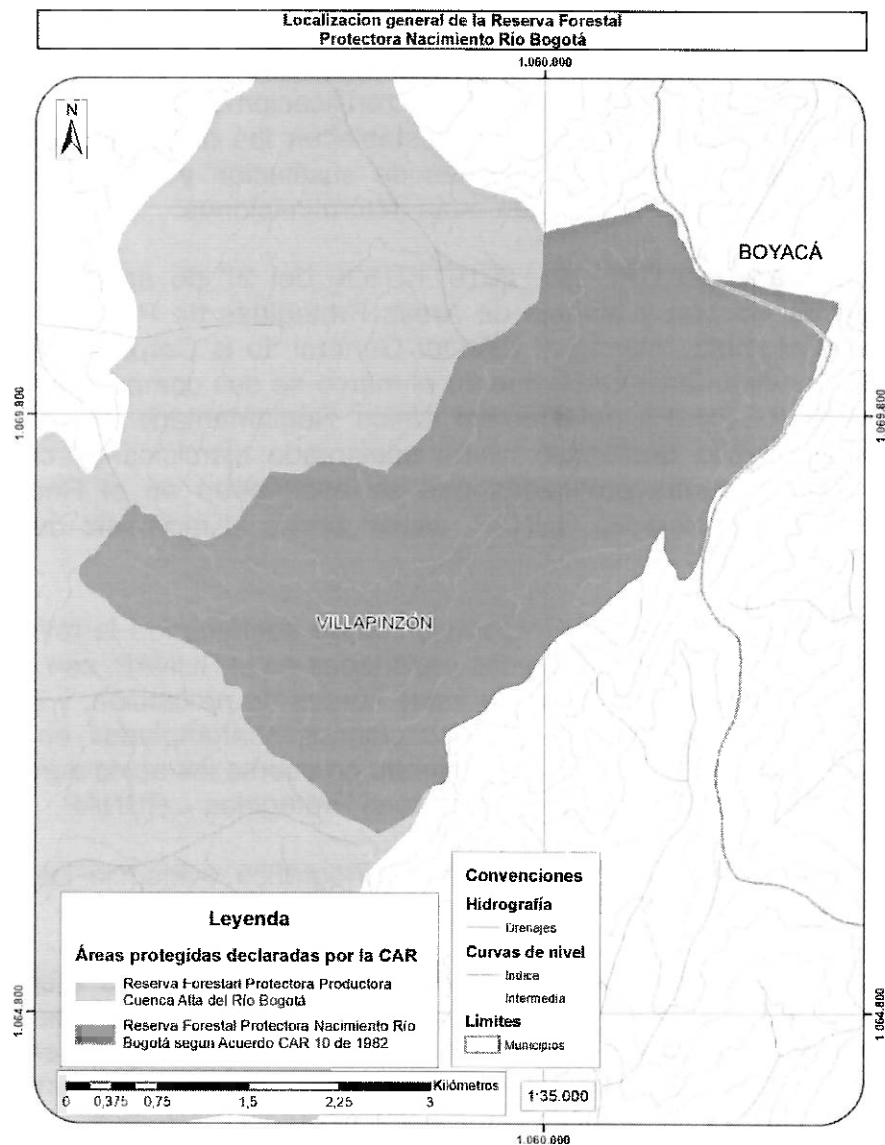 Localizacion general de la Reserva Forestal
Protectora Nacimiento Río Bogotá
1.060.000
N
BOYACÁ
1.069.800
1.069.800
VILLAPINZÓN
Leyenda
Áreas protegidas declaradas por la CAR
Reserva Forestarl Protectora Productora
Cuenca Alta del Río Bogotá
Reserva Forestal Protectora Nacimiento Río
Bogotá segun Acuerdo CAR 10 de 1982
Convenciones
Hidrografía
Drenajes
Curvas de nivel
Indice
Intermedia
Limites
Municipios
1.064.800
1.064.800
Kilómetros
0 0,375 0,75 1,5 2,25 3
1:35.000
1.060.000